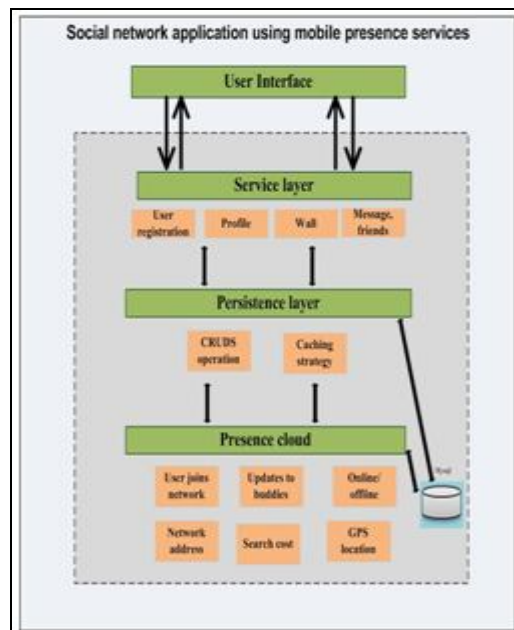 Social network application using mobile presence services
User Interface
Service layer
User
registration
Profile
Wall
Message,
friends
Persistence layer
CRUDS
operation
Caching
strategy
Presence cloud
Mysql
User joins
network
Updates to
buddies
Online/
offline
Network
address
Search cost
GPS
location